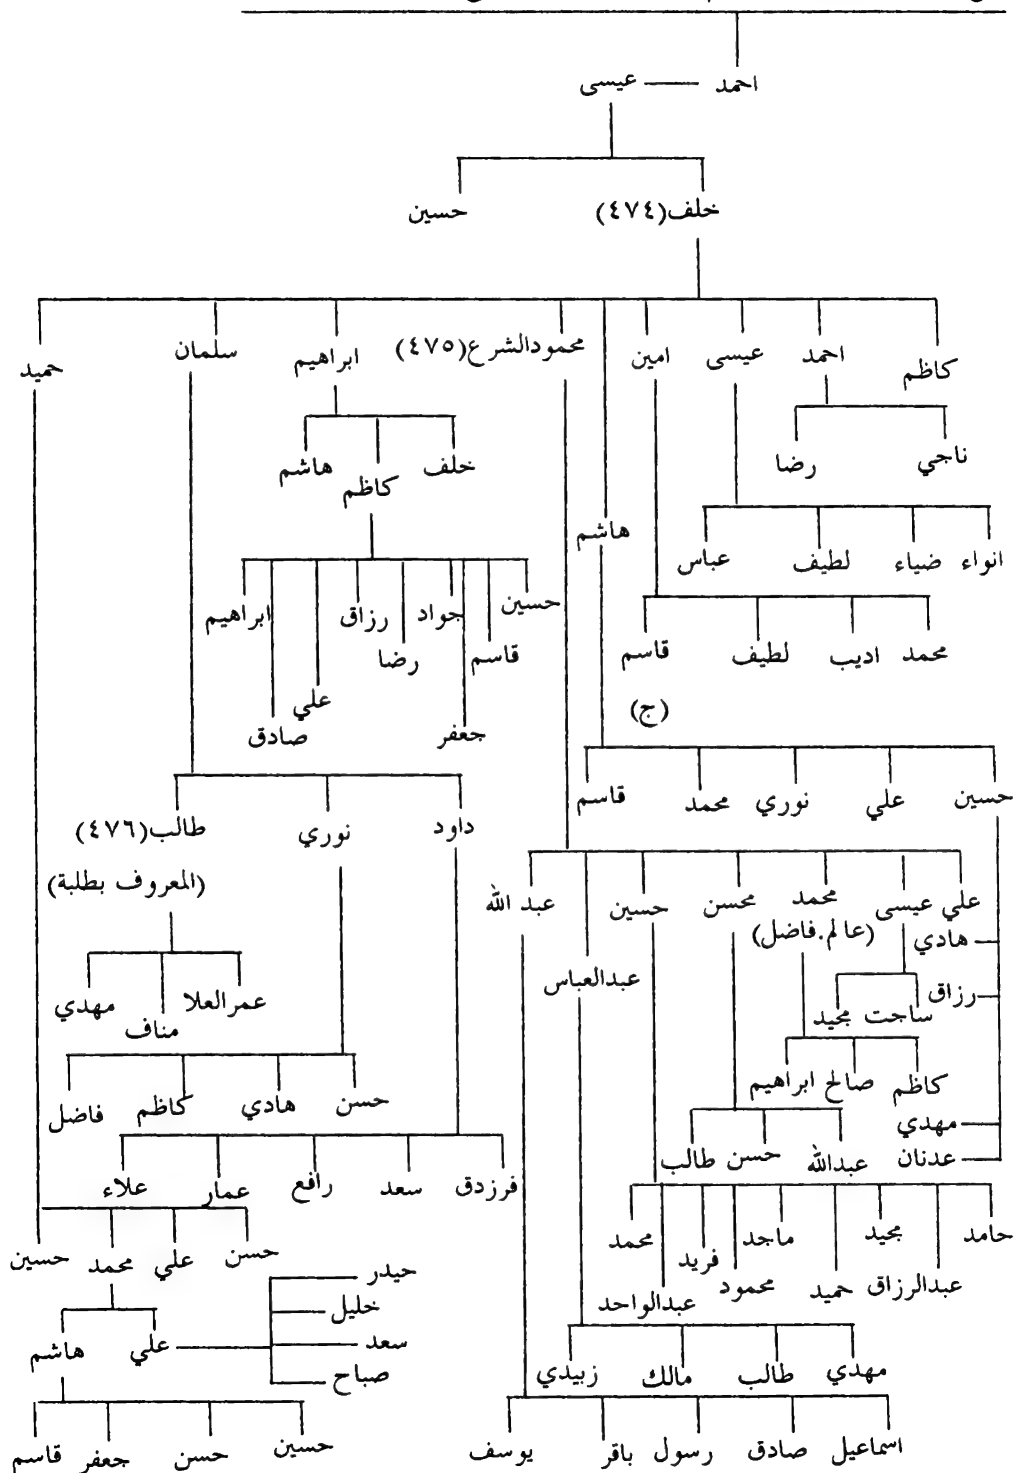 احمد عيسى
خلف (٤٧٤) حسين
كاظم احمد عيسى امين محمود الشرع (٤٧٥) ابراهيم سلمان حميد
ناجي رضا خلف كاظم هاشم
هاشم
انواء ضياء لطيف عباس حسين جواد رزاق ابراهيم
محمد اديب لطيف قاسم قاسم رضا
(ج) علي
جعفر صادق
حسين علي نوري محمد قاسم
داود نوري طالب (٤٧٦)
(المعروف بطلبة)
علي عيسى محمد محسن حسين عبد الله
(عالم.فاضل)
هادي
عبدالعباس
رزاق
ساجت مجيد
عمرالعلا مناف مهدي
كاظم صالح ابراهيم
حسن هادي كاظم فاضل
مهدي
عدنان
عبدالله حسن طالب
فرزدق سعد رافع عمار علاء
حامد مجيد ماجد فريد محمد
حسن علي محمد حسين
عبدالرزاق حميد محمود عبدالواحد
حيدر
خليل
سعد
صباح
علي هاشم
مهدي طالب مالك زبيدي
اسماعيل صادق رسول باقر يوسف
حسين حسن جعفر قاسم